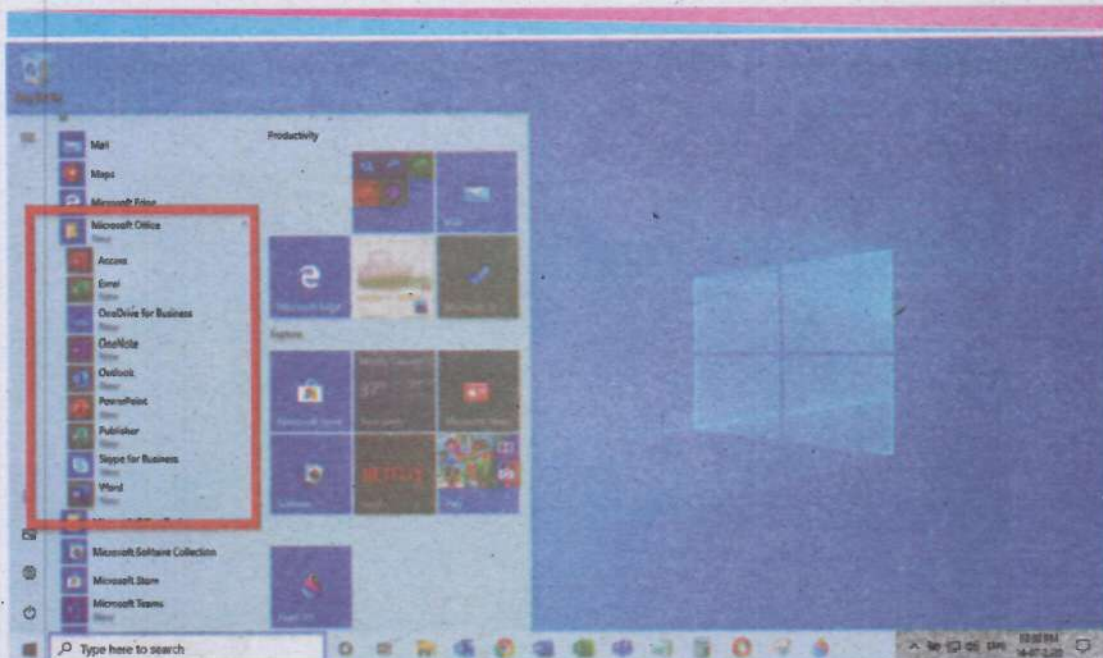 Mail
Maps
Microsoft Edge
Microsoft Office
New
Access
Excel
New
OneDrive for Business
New
OneNote
New
Outlook
New
PowerPoint
New
Publisher
New
Skype for Business
New
Word
New
Microsoft Solitaire Collection
Microsoft Store
Microsoft Teams
New
Productivity
Microsoft Edge
Explore
Microsoft Store
NETFLIX
Play
Type here to search